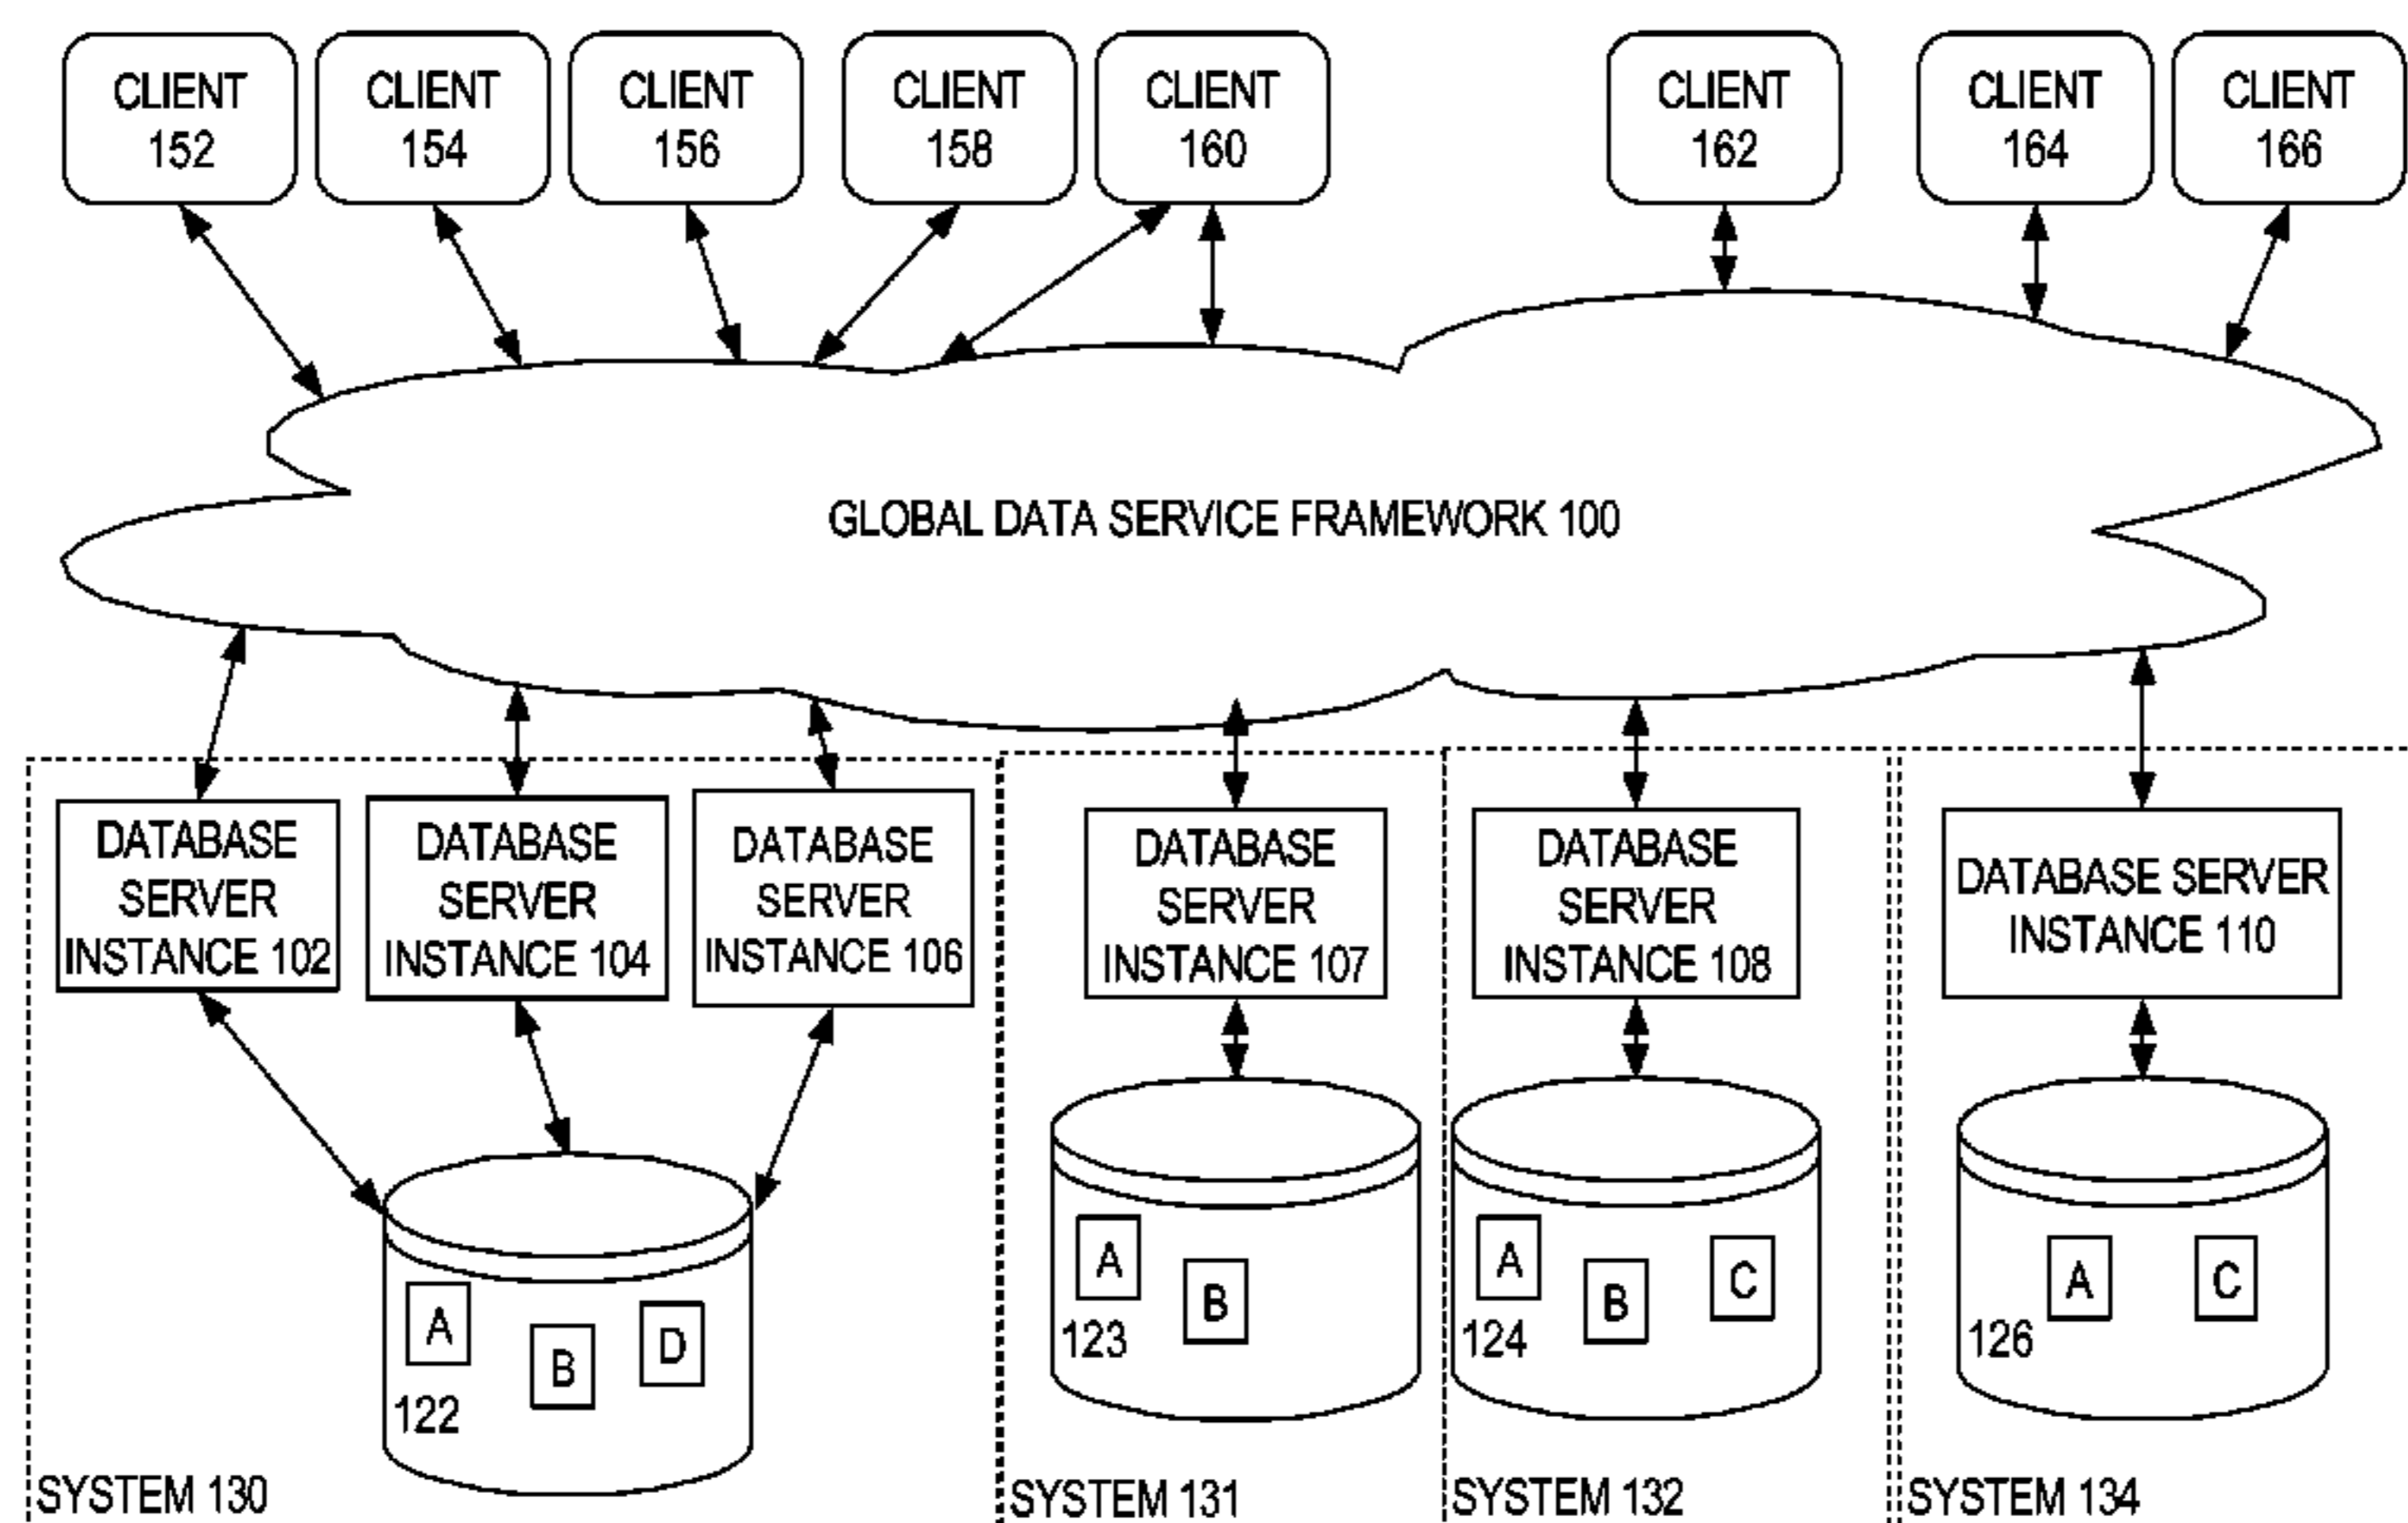 CLIENT
152
CLIENT
154
CLIENT
156
CLIENT
158
CLIENT
160
CLIENT
162
CLIENT
164
CLIENT
166
GLOBAL DATA SERVICE FRAMEWORK 100
DATABASE
SERVER
INSTANCE 102
DATABASE
SERVER
INSTANCE 104
DATABASE
SERVER
INSTANCE 106
DATABASE
SERVER
INSTANCE 107
DATABASE
SERVER
INSTANCE 108
DATABASE SERVER
INSTANCE 110
A
B
D
122
A
B
123
A
B
C
124
A
C
126
SYSTEM 130
SYSTEM 131
SYSTEM 132
SYSTEM 134